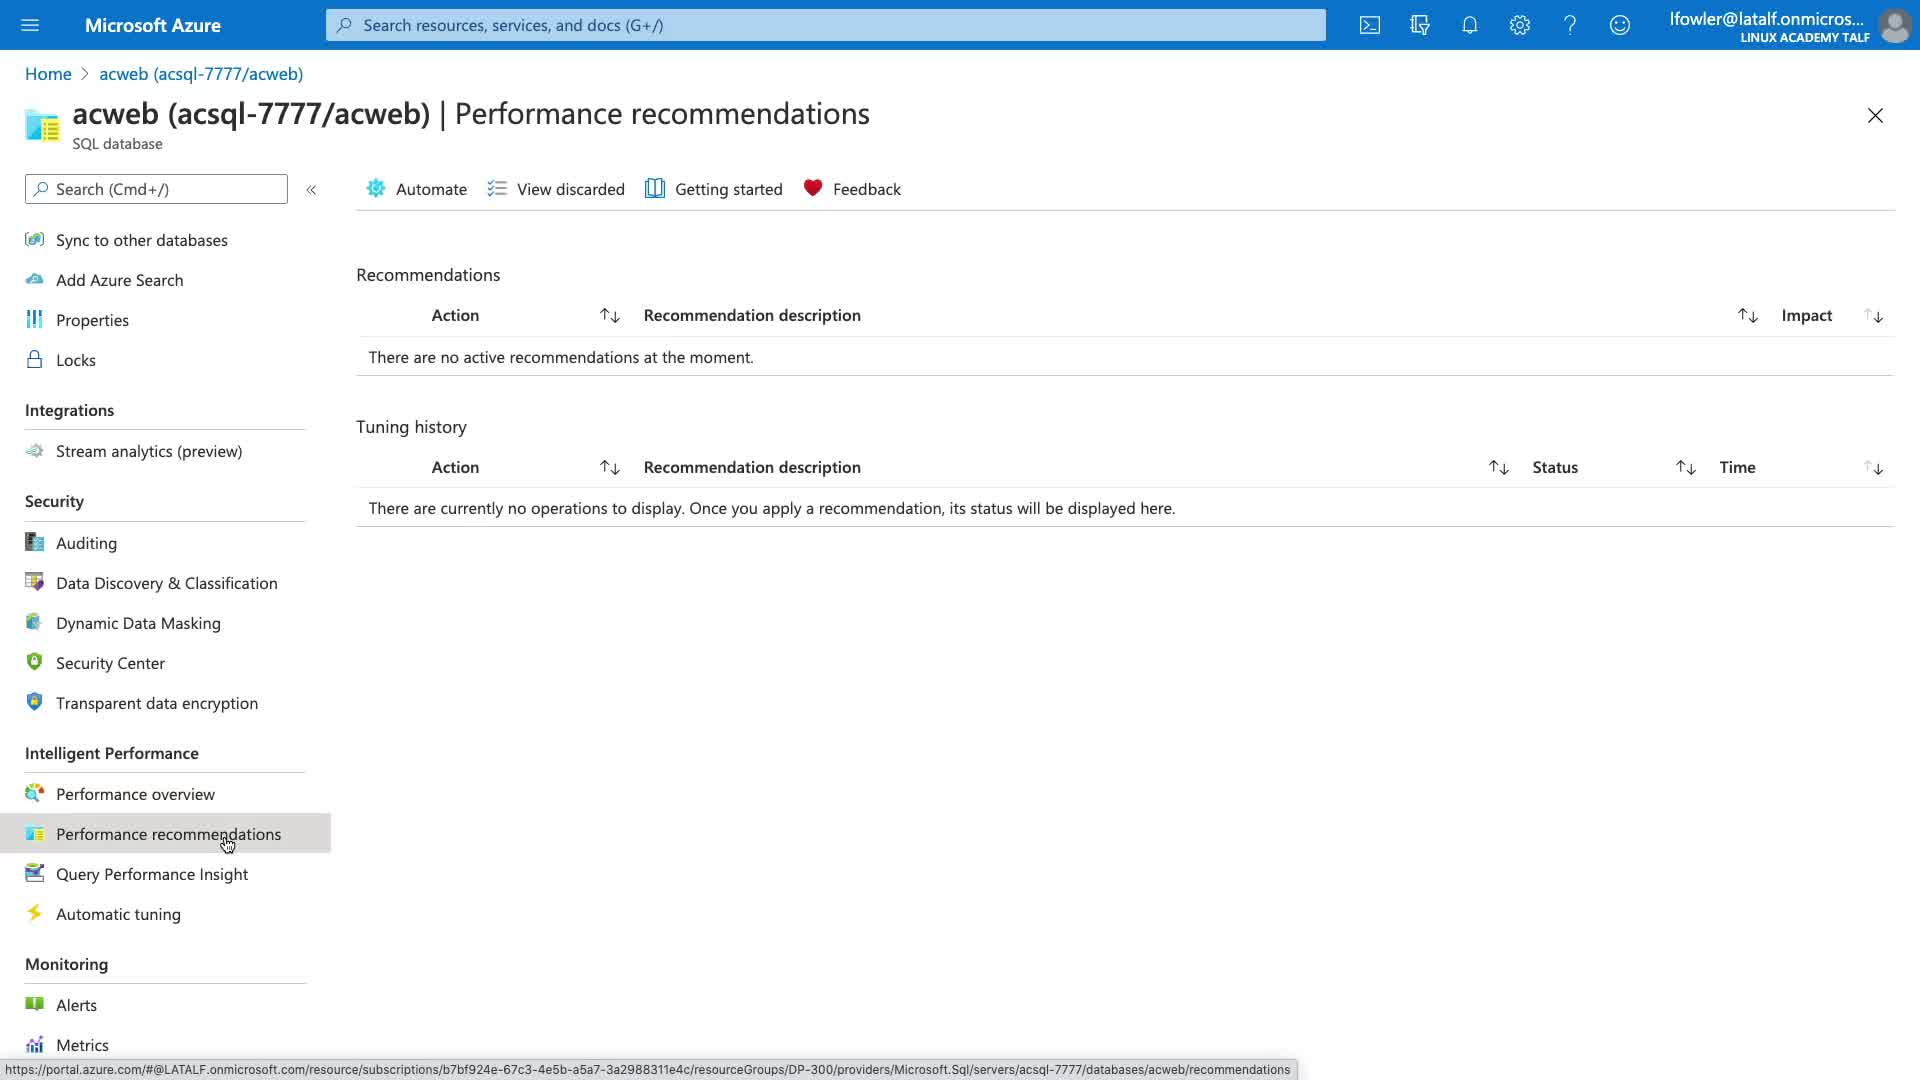 Microsoft Azure
Search resources, services, and docs (G+/)
lfowler@latalf.onmicros...
LINUX ACADEMY TALF
Home > acweb (acsql-7777/acweb)
acweb (acsql-7777/acweb) | Performance recommendations
SQL database
Search (Cmd+/)
«
Automate
View discarded
Getting started
Feedback
Sync to other databases
Add Azure Search
Properties
Locks
Integrations
Stream analytics (preview)
Security
Auditing
Data Discovery & Classification
Dynamic Data Masking
Security Center
Transparent data encryption
Intelligent Performance
Performance overview
Performance recommendations
Query Performance Insight
Automatic tuning
Monitoring
Alerts
Metrics
Recommendations
Action ↑↓ Recommendation description ↑↓ Impact ↑↓
There are no active recommendations at the moment.
Tuning history
Action ↑↓ Recommendation description ↑↓ Status ↑↓ Time ↑↓
There are currently no operations to display. Once you apply a recommendation, its status will be displayed here.
https://portal.azure.com/#@LATALF.onmicrosoft.com/resource/subscriptions/b7bf924e-67c3-4e5b-a5a7-3a2988311e4c/resourceGroups/DP-300/providers/Microsoft.Sql/servers/acsql-7777/databases/acweb/recommendations